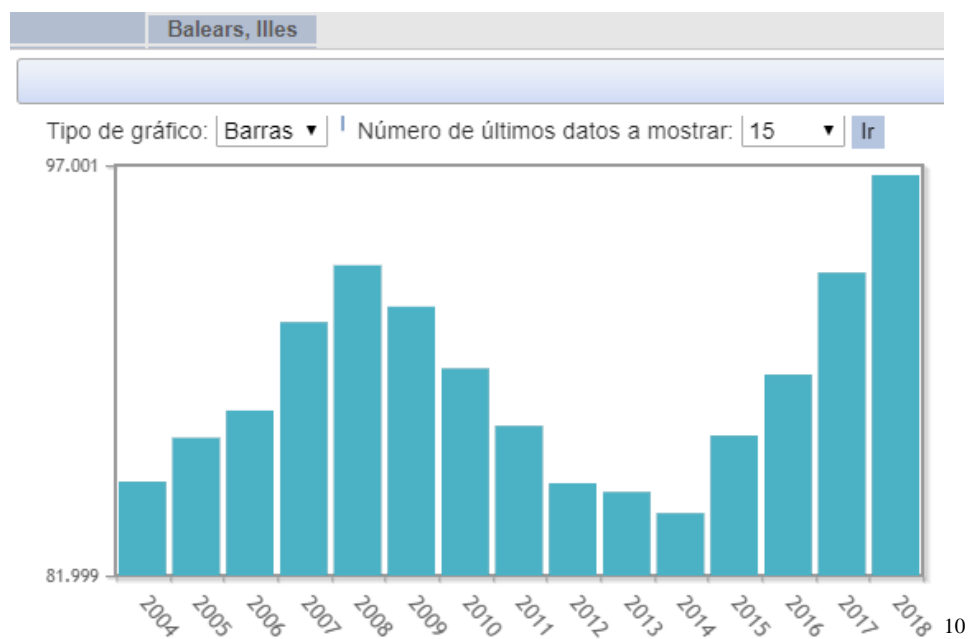 Balears, Illes
Tipo de gráfico: Barras Número de últimos datos a mostrar: 15 Ir
97.001
81.999
2004 2005 2006 2007 2008 2009 2010 2011 2012 2013 2014 2015 2016 2017 2018 10